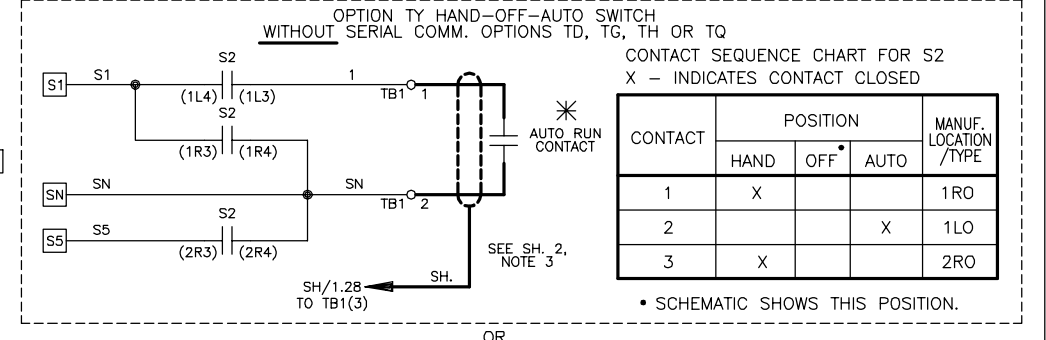 OPTION TY HAND-OFF-AUTO SWITCH
WITHOUT SERIAL COMM. OPTIONS TD, TG, TH OR TQ
CONTACT SEQUENCE CHART FOR S2
X - INDICATES CONTACT CLOSED
S1 S1 S2 1
(1L4) (1L3) TB1 1
S2
(1R3) (1R4)
AUTO RUN
CONTACT
SN SN SN
TB1 2
S5 S5 S2
(2R3) (2R4)
SEE SH. 2,
NOTE 3
SH.
SH/1.28
TO TB1(3)
CONTACT POSITION MANUF. LOCATION /TYPE
HAND OFF• AUTO
1 X 1RO
2 X 1LO
3 X 2RO
• SCHEMATIC SHOWS THIS POSITION.
OR